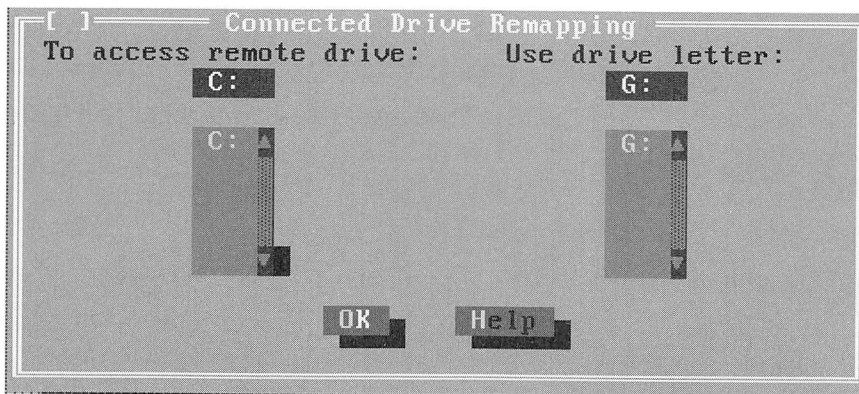 [ ] Connected Drive Remapping
To access remote drive: Use drive letter:
C: G:
C: G:
OK Help